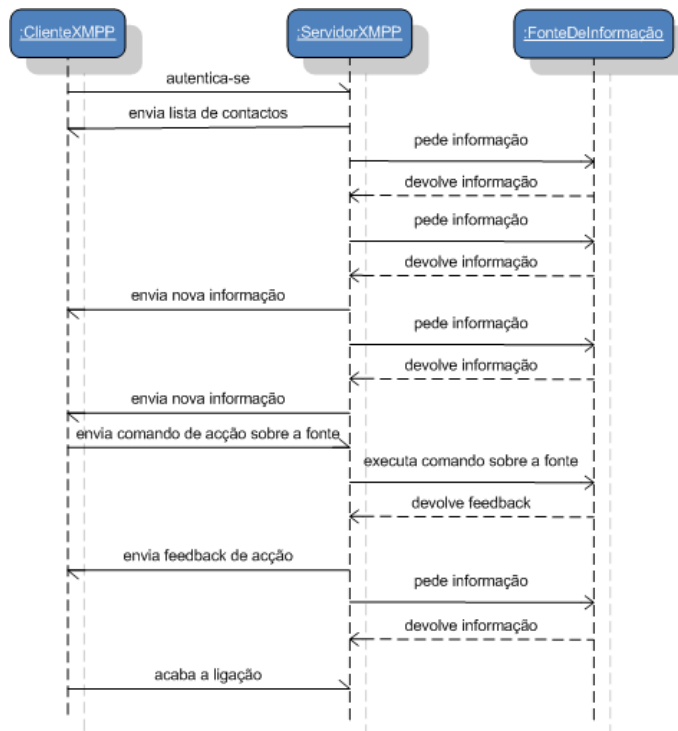 :ClienteXMPP
:ServidorXMPP
:FonteDeInformação
autentica-se
envia lista de contactos
pede informação
devolve informação
pede informação
devolve informação
envia nova informação
pede informação
devolve informação
envia nova informação
envia comando de acção sobre a fonte
executa comando sobre a fonte
devolve feedback
envia feedback de acção
pede informação
devolve informação
acaba a ligação